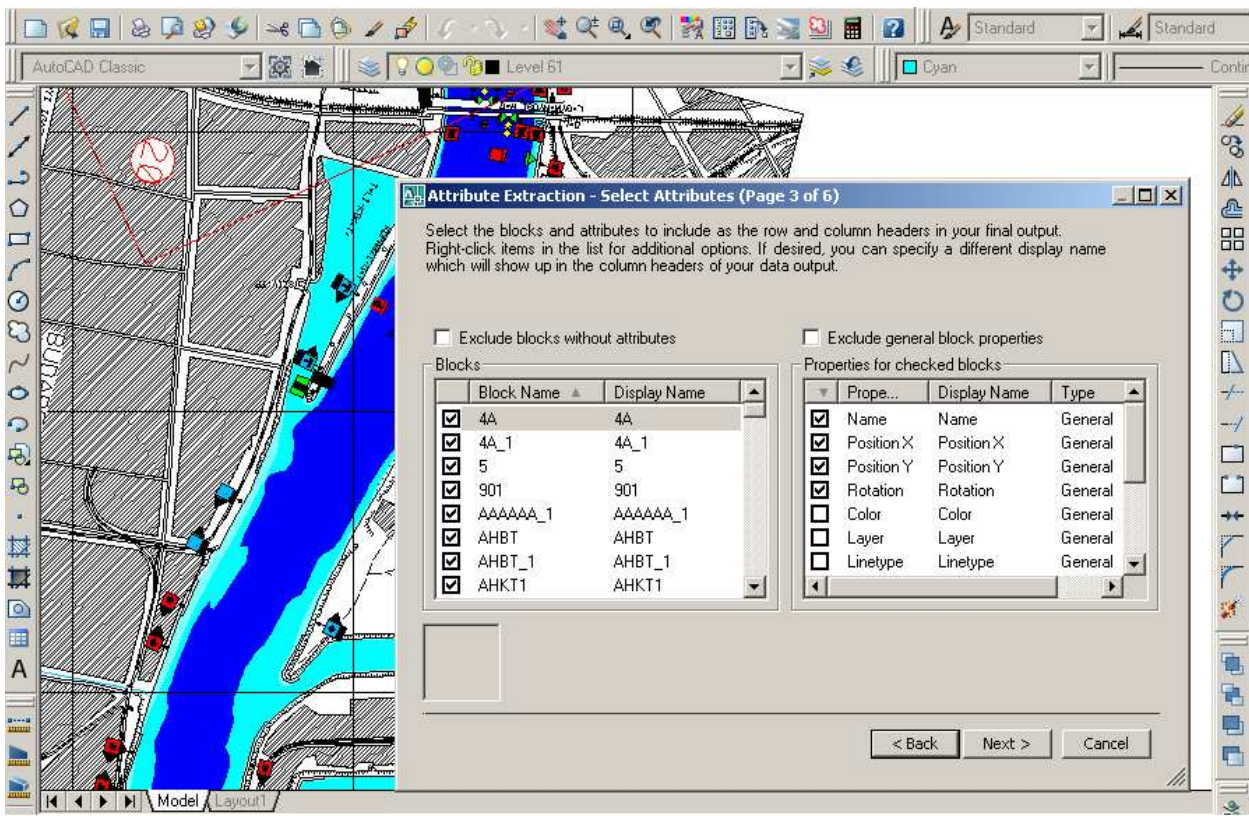 Standard
Standard
AutoCAD Classic
Level 61
Cyan
Attribute Extraction - Select Attributes (Page 3 of 6)
Select the blocks and attributes to include as the row and column headers in your final output.
Right-click items in the list for additional options. If desired, you can specify a different display name
which will show up in the column headers of your data output.
Exclude blocks without attributes
Exclude general block properties
Blocks
Properties for checked blocks
Block Name Display Name
Prope... Display Name Type
4A 4A
Name Name General
4A_1 4A_1
Position X Position X General
5 5
Position Y Position Y General
901 901
Rotation Rotation General
AAAAAA_1 AAAAAA_1
Color Color General
AHBT AHBT
Layer Layer General
AHBT_1 AHBT_1
Linetype Linetype General
AHKT1 AHKT1
A
< Back Next > Cancel
Model Layout1